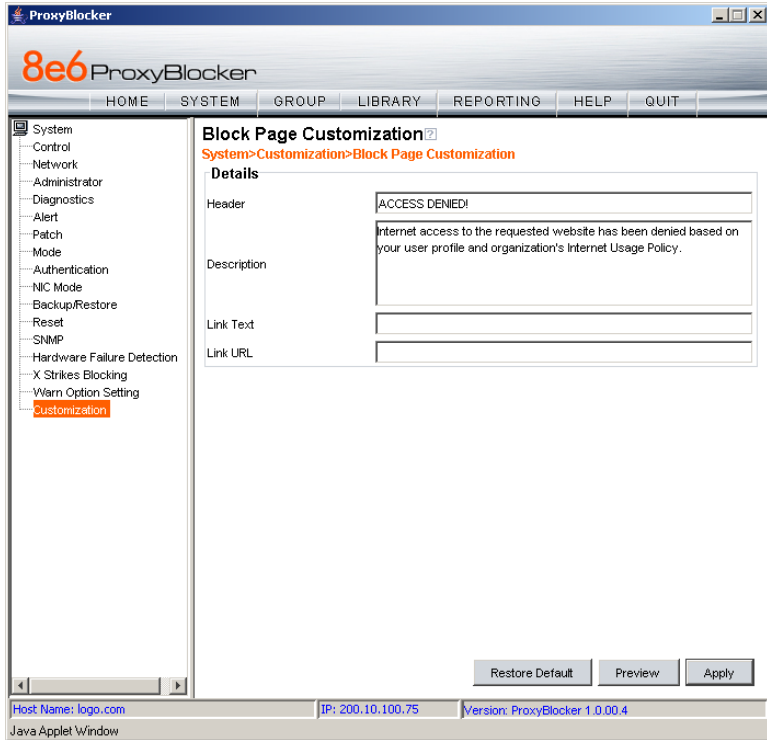 ProxyBlocker
8e6 ProxyBlocker
HOME SYSTEM GROUP LIBRARY REPORTING HELP QUIT
System
Control
Network
Administrator
Diagnostics
Alert
Patch
Mode
Authentication
NIC Mode
Backup/Restore
Reset
SNMP
Hardware Failure Detection
X Strikes Blocking
Warn Option Setting
Customization
Block Page Customization?
System>Customization>Block Page Customization
Details
Header
ACCESS DENIED!
Description
Internet access to the requested website has been denied based on
your user profile and organization's Internet Usage Policy.
Link Text
Link URL
Restore Default Preview Apply
Host Name: logo.com IP: 200.10.100.75 Version: ProxyBlocker 1.0.00.4
Java Applet Window